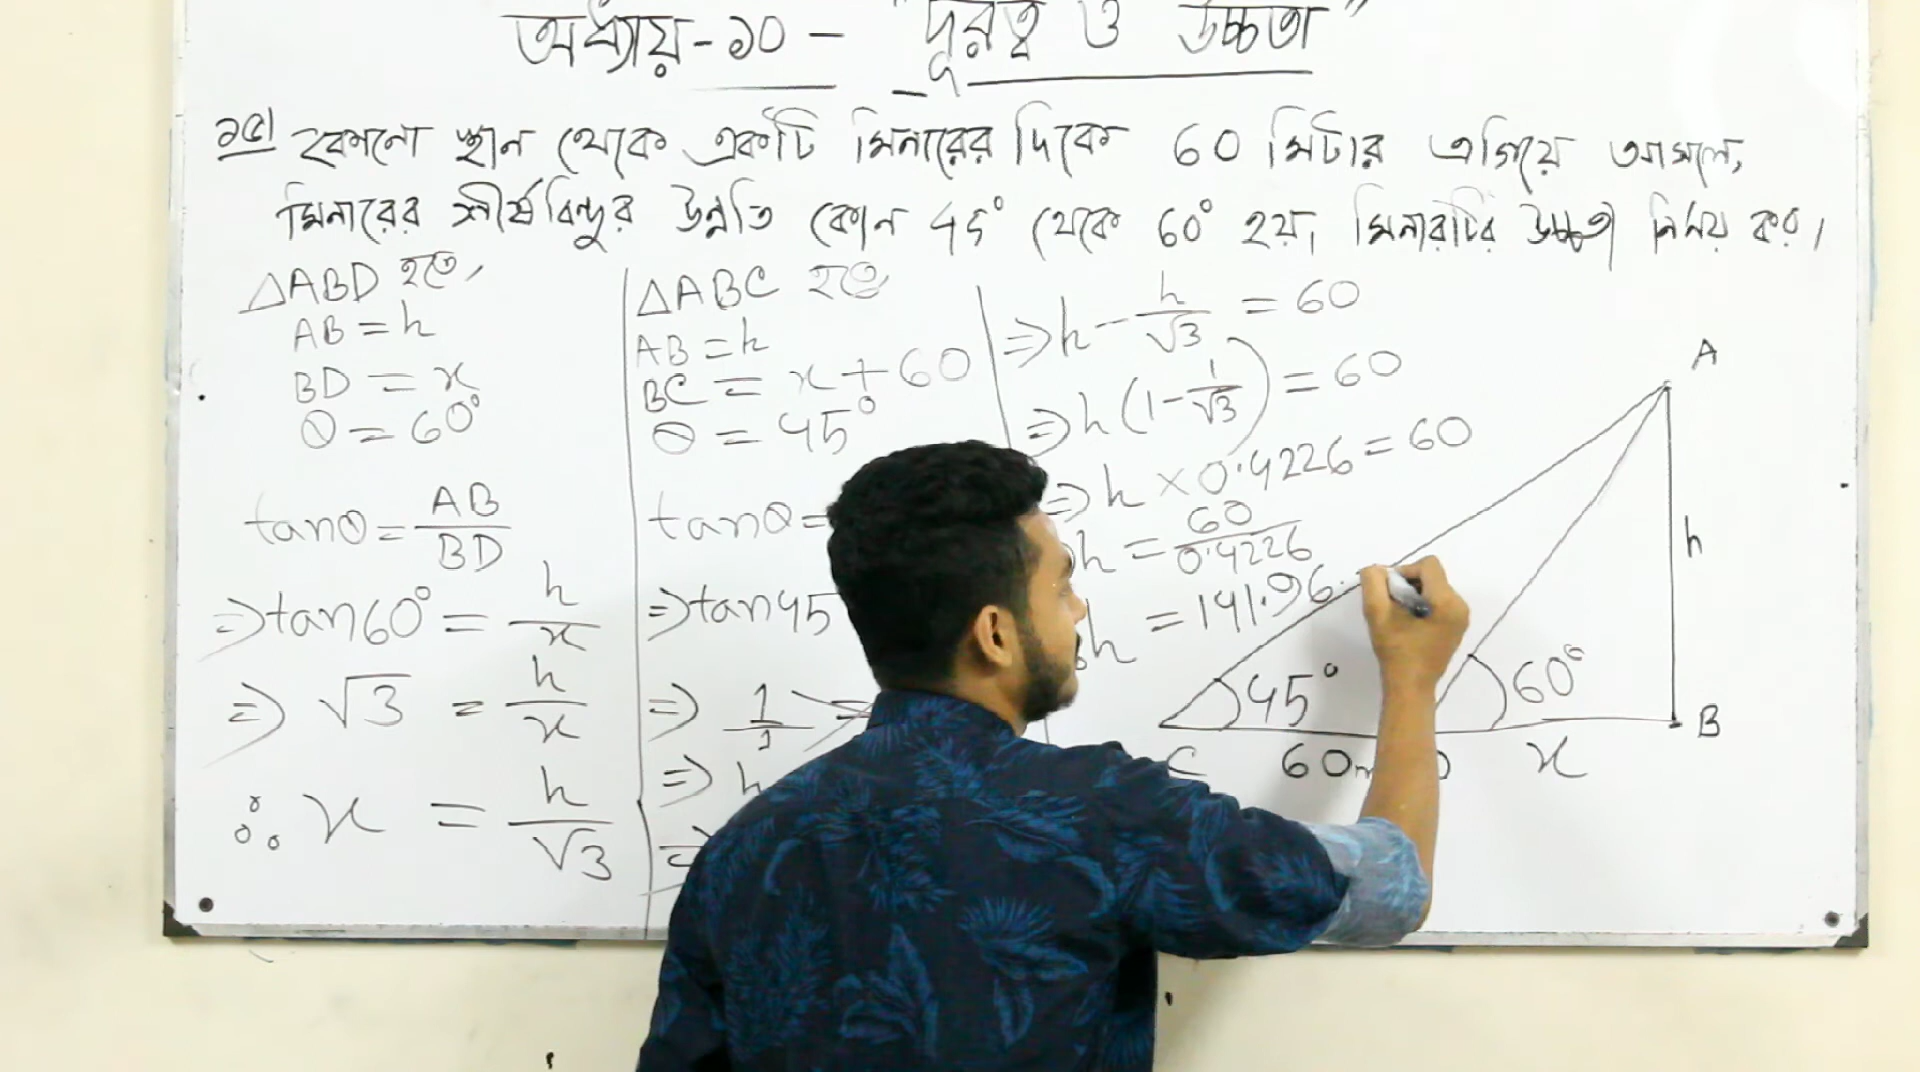 অধ্যায়-১০ - "দূরত্ব ও উচ্চতা"
১৫। কোনো স্থান থেকে একটি মিনারের দিকে 60 মিটার এগিয়ে আসলে,
মিনারের শীর্ষবিন্দুর উন্নতি কোন 45° থেকে 60° হয়। মিনারটির উচ্চতা নির্ণয় কর।
△ABD হতে,
AB = h
BD = x
θ = 60°
tanθ = AB/BD
⇒ tan60° = h/x
⇒ √3 = h/x
∴ x = h/√3
△ABC হতে
AB = h
BC = x + 60
θ = 45°
tanθ =
⇒ tan45
⇒ 1/1 =
⇒ h
⇒
⇒ h - h/√3 = 60
⇒ h(1 - 1/√3) = 60
⇒ h × 0.4226 = 60
h = 60/0.4226
h = 141.96
A
h
45°
60°
B
C
60m
D
x